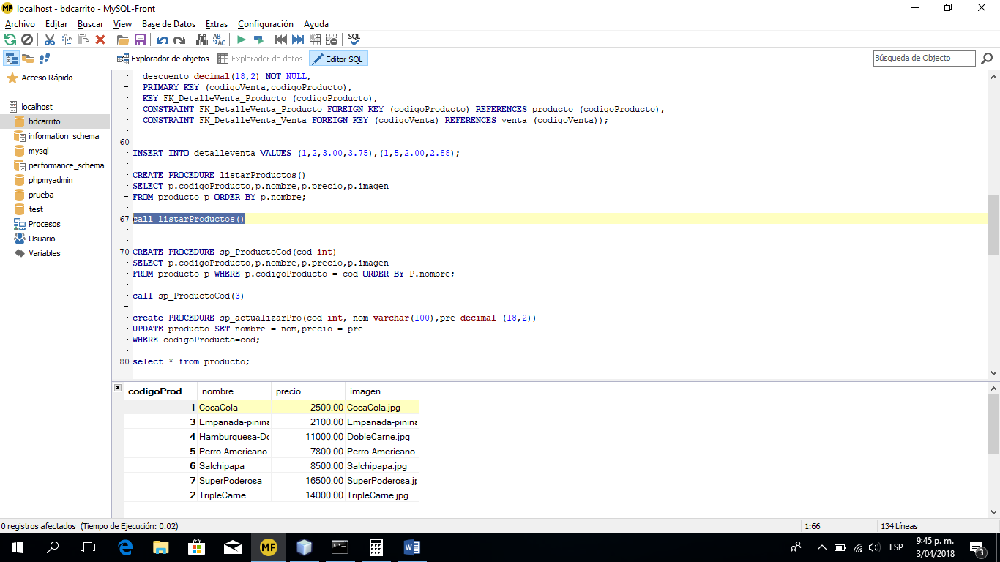 localhost - bdcarrito - MySQL-Front
Archivo Editar Buscar View Base de Datos Extras Configuración Ayuda
Explorador de objetos Explorador de datos Editor SQL Búsqueda de Objecto
Acceso Rápido
localhost
bdcarrito
information_schema
mysql
performance_schema
phpmyadmin
prueba
test
Procesos
Usuario
Variables
descuento decimal(18,2) NOT NULL,
PRIMARY KEY (codigoVenta,codigoProducto),
KEY FK_DetalleVenta_Producto (codigoProducto),
CONSTRAINT FK_DetalleVenta_Producto FOREIGN KEY (codigoProducto) REFERENCES producto (codigoProducto),
CONSTRAINT FK_DetalleVenta_Venta FOREIGN KEY (codigoVenta) REFERENCES venta (codigoVenta));
60
INSERT INTO detalleventa VALUES (1,2,3.00,3.75),(1,5,2.00,2.88);
CREATE PROCEDURE listarProductos()
SELECT p.codigoProducto,p.nombre,p.precio,p.imagen
FROM producto p ORDER BY p.nombre;
67 call listarProductos()
70 CREATE PROCEDURE sp_ProductoCod(cod int)
SELECT p.codigoProducto,p.nombre,p.precio,p.imagen
FROM producto p WHERE p.codigoProducto = cod ORDER BY P.nombre;
call sp_ProductoCod(3)
create PROCEDURE sp_actualizarPro(cod int, nom varchar(100),pre decimal (18,2))
UPDATE producto SET nombre = nom,precio = pre
WHERE codigoProducto=cod;
80 select * from producto;
codigoProd... nombre precio imagen
1 CocaCola 2500.00 CocaCola.jpg
3 Empanada-pinina 2100.00 Empanada-pinina
4 Hamburguesa-Do 11000.00 DobleCarne.jpg
5 Perro-Americano 7800.00 Perro-Americano.
6 Salchipapa 8500.00 Salchipapa.jpg
7 SuperPoderosa 16500.00 SuperPoderosa.jp
2 TripleCarne 14000.00 TripleCarne.jpg
0 registros afectados (Tiempo de Ejecución: 0.02) 1:66 134 Líneas
ESP 9:45 p. m.
3/04/2018 3